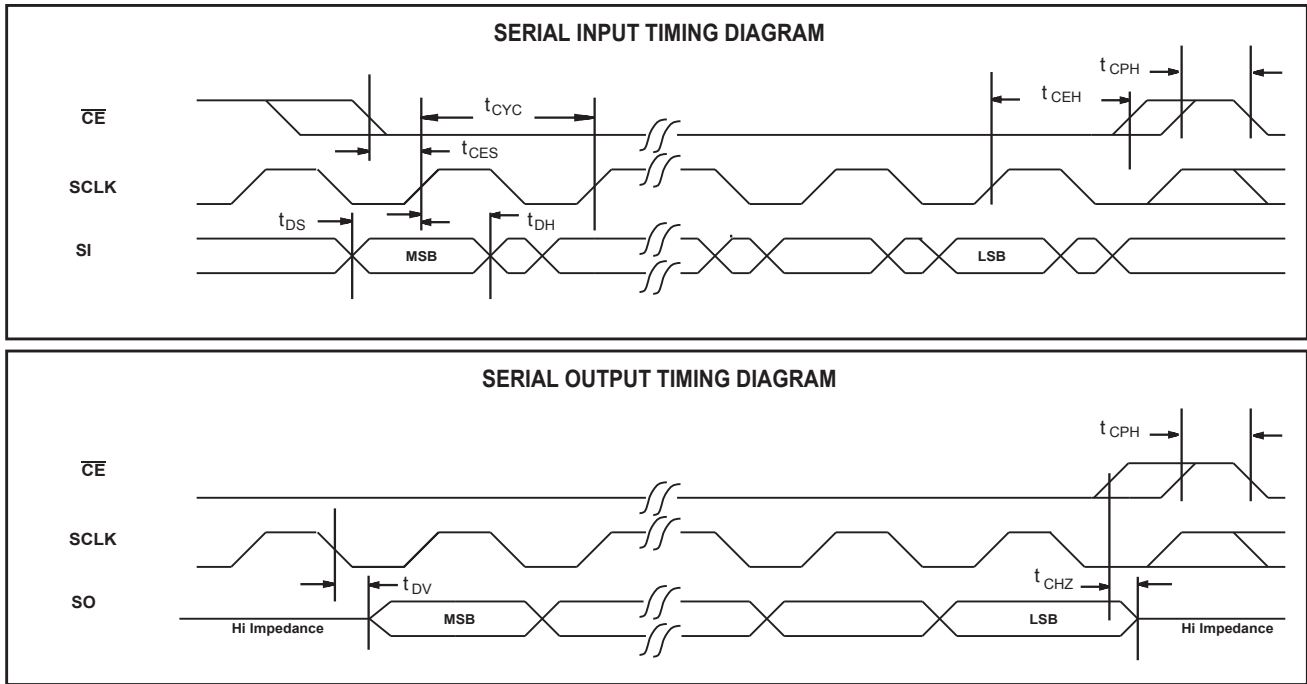 SERIAL INPUT TIMING DIAGRAM
t CPH
t CEH
CE
t CYC
t CES
SCLK
t DS
t DH
SI
MSB
LSB
SERIAL OUTPUT TIMING DIAGRAM
t CPH
CE
SCLK
t DV
t CHZ
SO
Hi Impedance
MSB
LSB
Hi Impedance